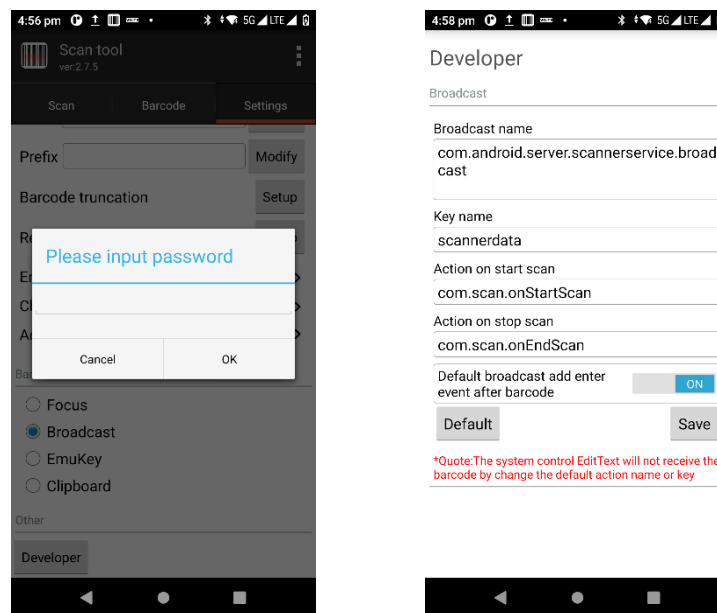 4:56 pm 5G LTE
Scan tool
ver:2.7.5
Scan Barcode Settings
Prefix Modify
Barcode truncation Setup
Please input password
Cancel OK
Focus
Broadcast
EmuKey
Clipboard
Other
Developer
4:58 pm 5G LTE
Developer
Broadcast
Broadcast name
com.android.server.scannerservice.broad
cast
Key name
scannerdata
Action on start scan
com.scan.onStartScan
Action on stop scan
com.scan.onEndScan
Default broadcast add enter
event after barcode ON
Default Save
*Quote:The system control EditText will not receive the
barcode by change the default action name or key